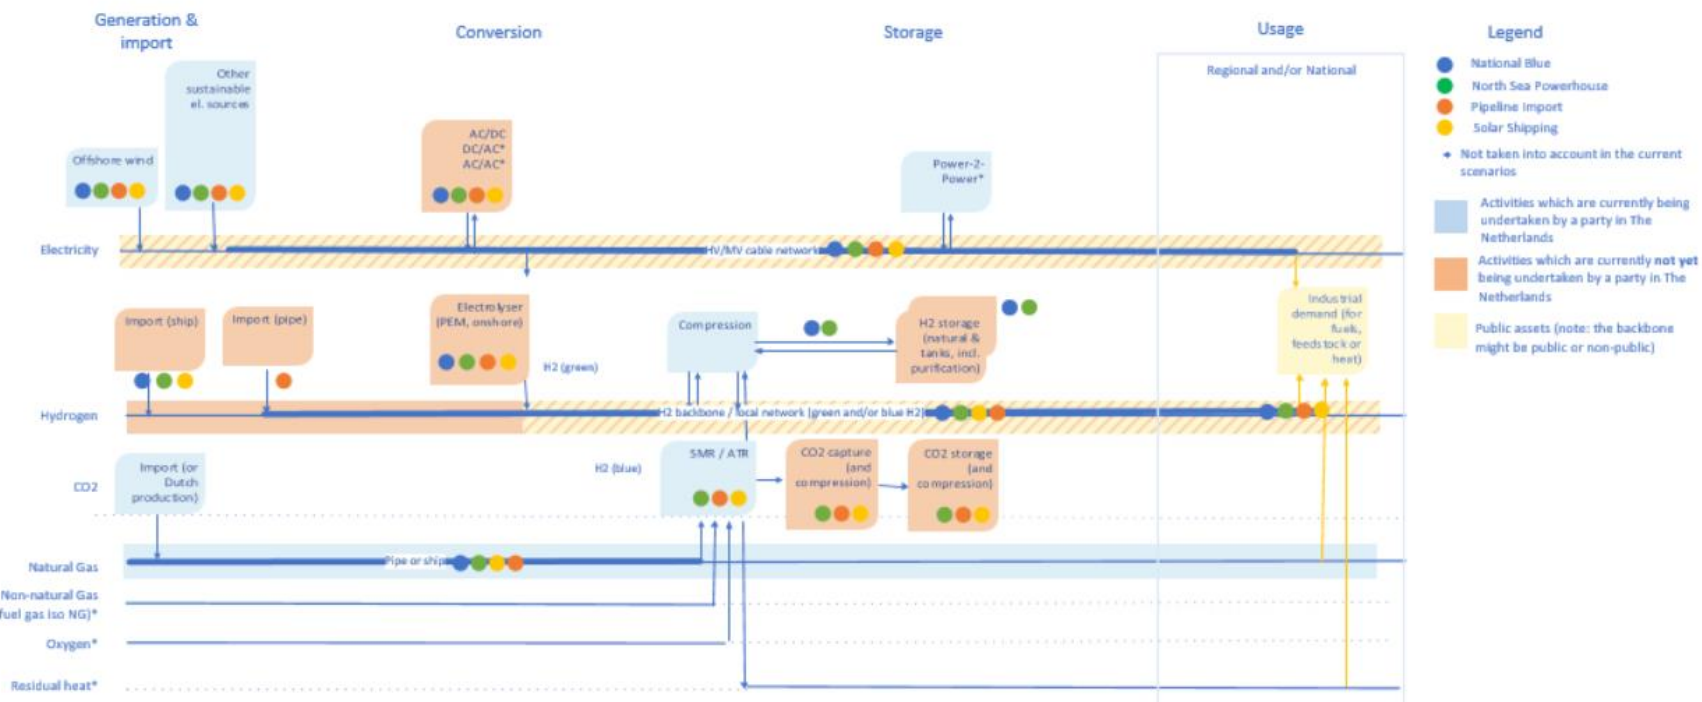 Generation &
import
Conversion
Storage
Usage
Legend
Regional and/or National
National Blue
North Sea Powerhouse
Pipeline Import
Solar Shipping
Not taken into account in the current
scenarios
Activities which are currently being
undertaken by a party in The
Netherlands
Activities which are currently not yet
being undertaken by a party in The
Netherlands
Public assets (note: the backbone
might be public or non-public)
Other
sustainable
el. sources
Offshore wind
AC/DC
DC/AC*
AC/AC*
Power-2-
Power*
Electricity
HV/MV cable network
Import (ship)
Import (pipe)
Electrolyser
(PEM, onshore)
H2 (green)
Compression
H2 storage
(natural &
tanks, incl.
purification)
Industrial
demand (for
fuels,
feedstock or
heat)
Hydrogen
H2 backbone / local network (green and/or blue H2)
CO2
Import (or
Dutch
production)
H2 (blue)
SMR / ATR
CO2 capture
(and
compression)
CO2 storage
(and
compression)
Natural Gas
Pipe or ship
Non-natural Gas
fuel gas iso NG)*
Oxygen*
Residual heat*